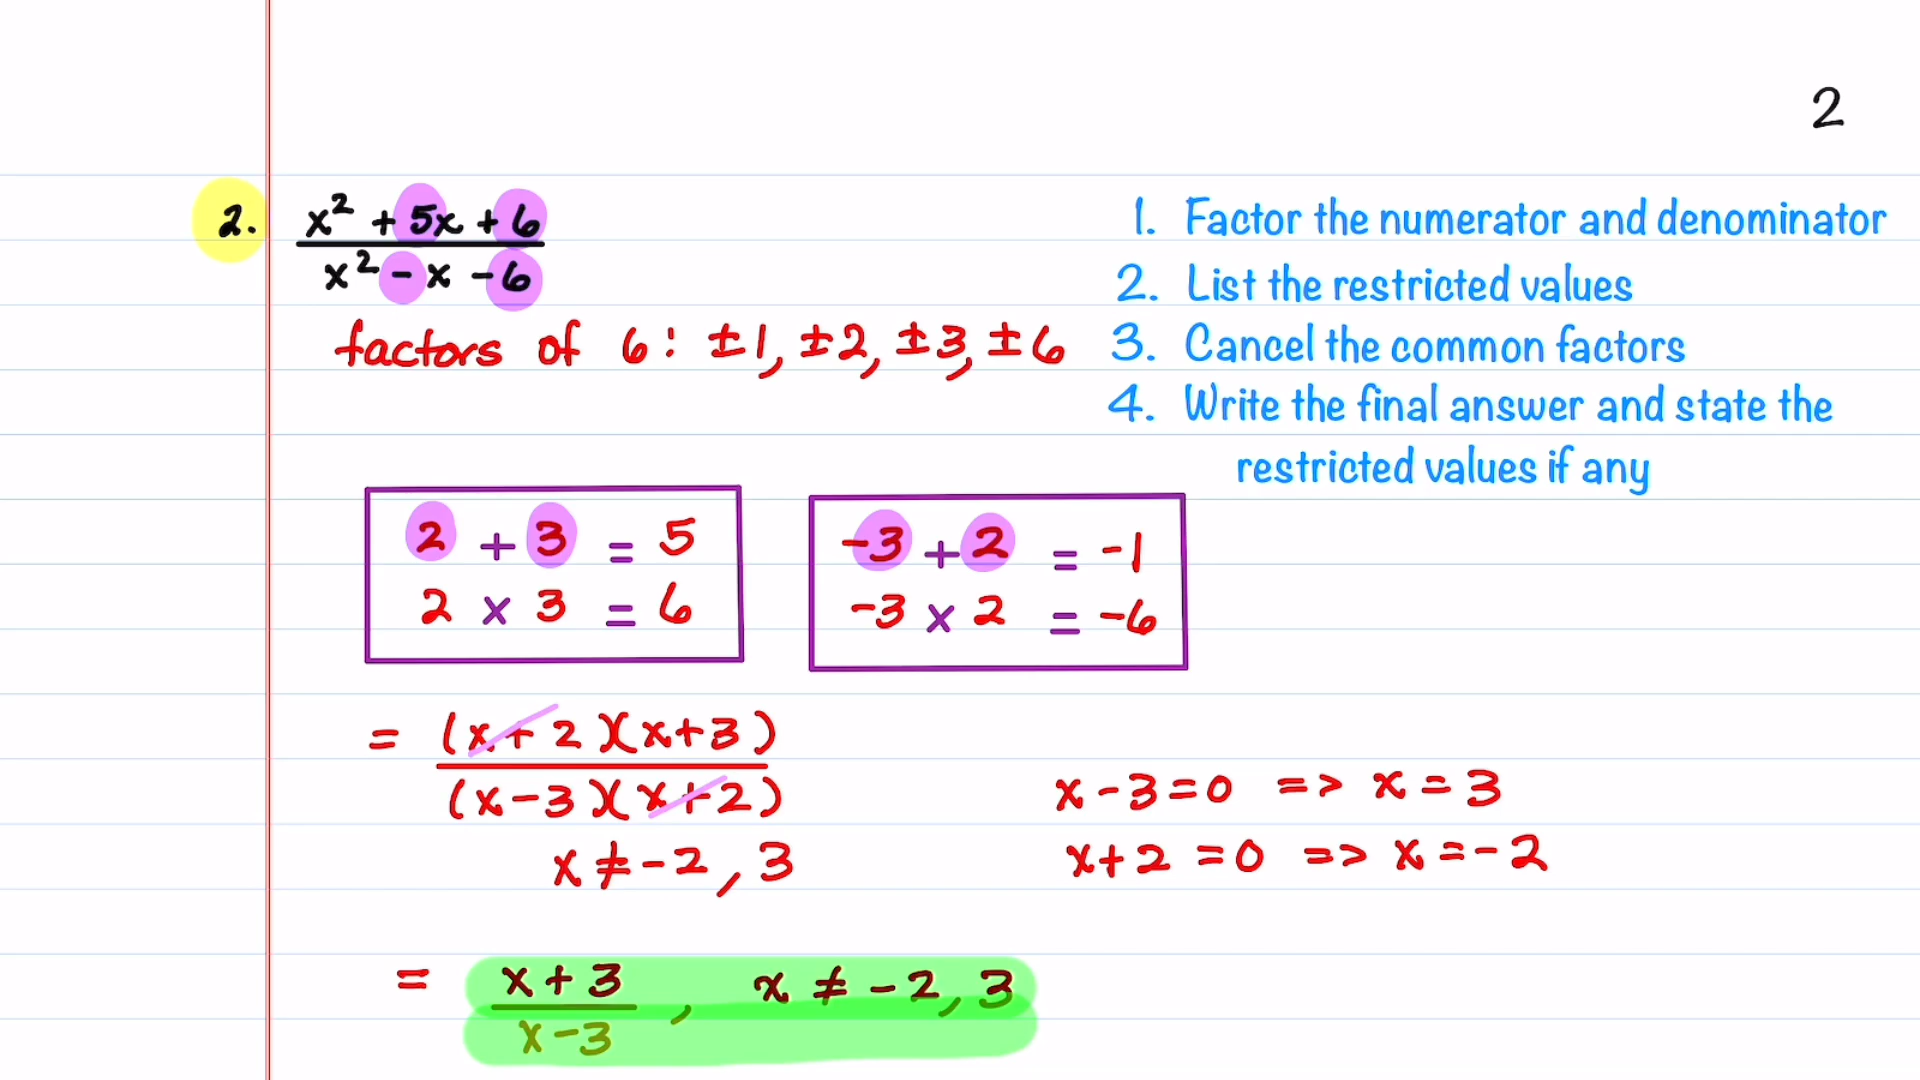 2
2. x² + 5x + 6
x² - x - 6
factors of 6: ±1, ±2, ±3, ±6
1. Factor the numerator and denominator
2. List the restricted values
3. Cancel the common factors
4. Write the final answer and state the
restricted values if any
2 + 3 = 5
2 x 3 = 6
-3 + 2 = -1
-3 x 2 = -6
= (x+2)(x+3)
(x-3)(x+2)
x ≠ -2, 3
x-3=0 => x=3
x+2=0 => x=-2
= x+3 , x ≠ -2, 3
x-3